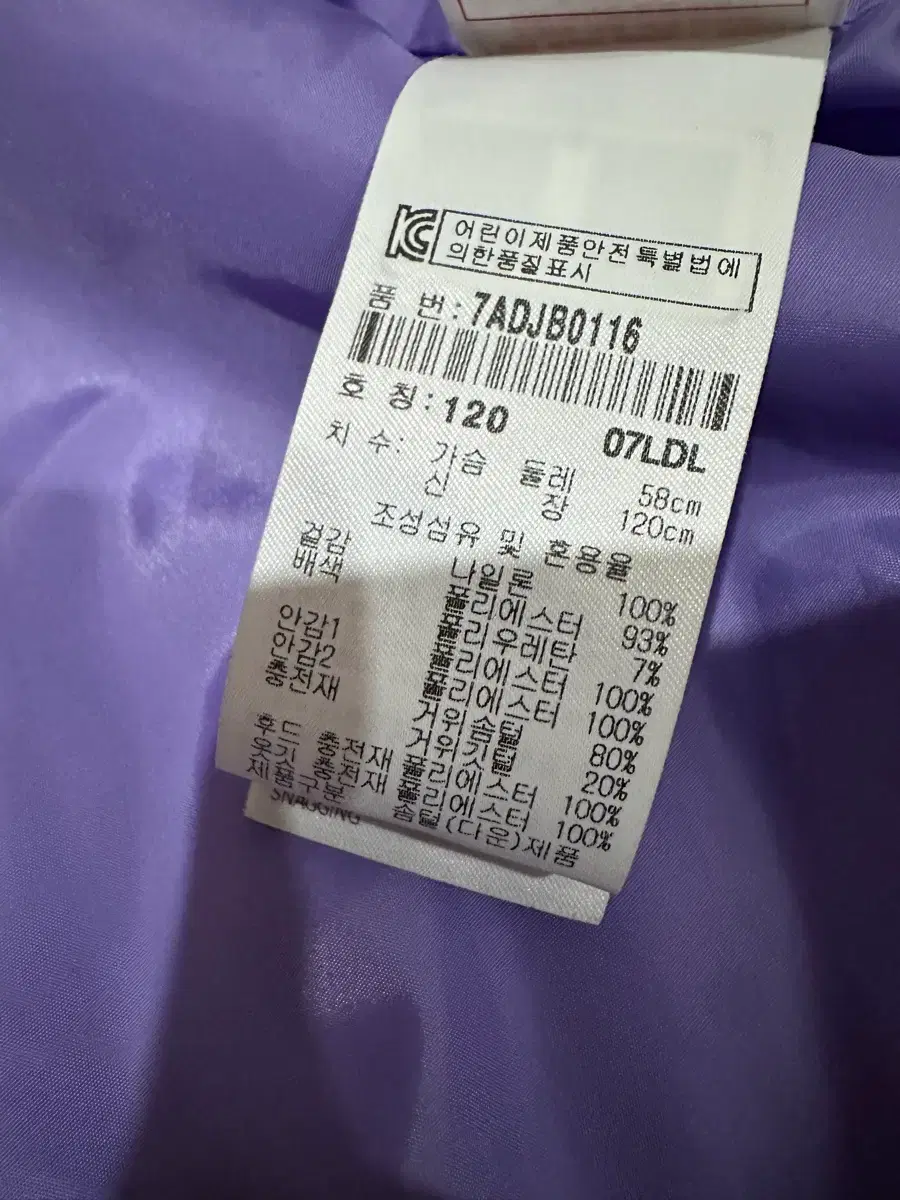 KC 어린이제품안전특별법에
의한품질표시
품 번: 7ADJB0116
호 칭: 120 07LDL
치 수: 가슴 둘레 58cm
신 장 120cm
조성섬유 및 혼용율
겉감 나일론 100%
배색 폴리에스터 93%
폴리우레탄 7%
안감1 폴리에스터 100%
안감2 폴리에스터 100%
충전재 거위솜털 80%
거위깃털 20%
후드 충전재 폴리에스터 100%
옷깃 충전재 폴리에스터 100%
제품구분 솜털(다운)제품
SNAGGING